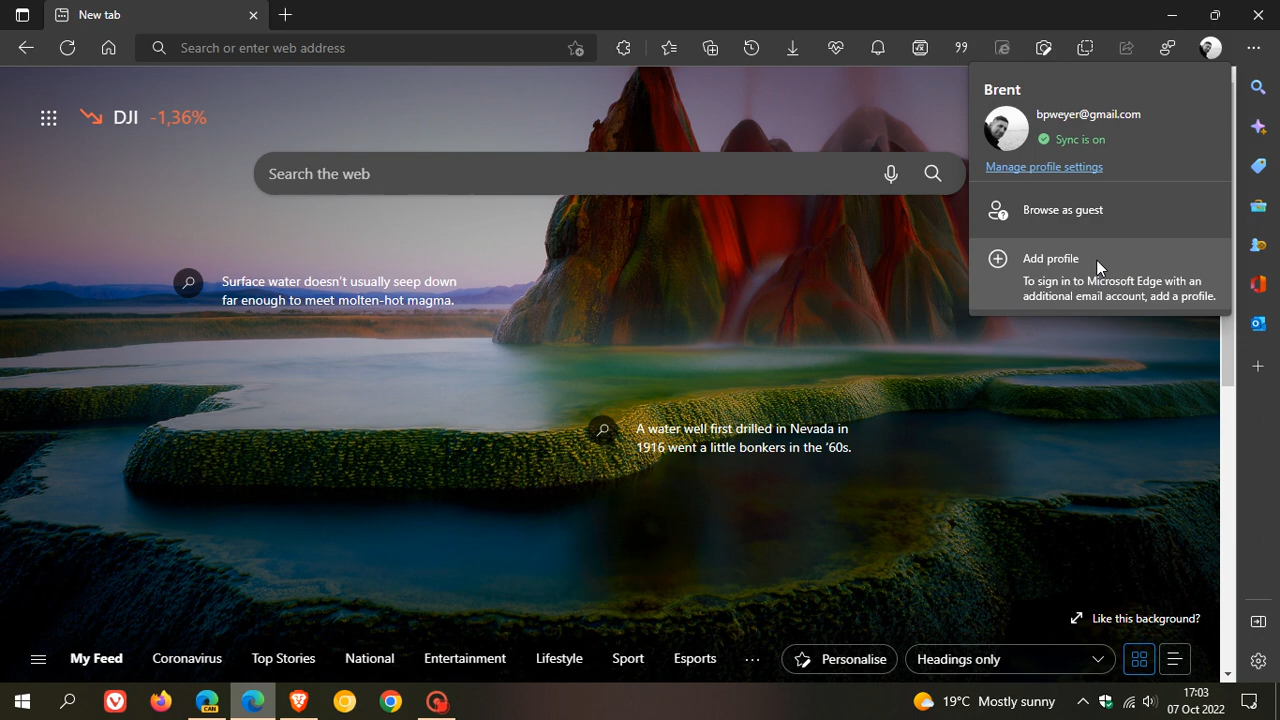 New tab
Search or enter web address
99
Brent
bpweyer@gmail.com
Sync is on
Manage profile settings
Browse as guest
Add profile
To sign in to Microsoft Edge with an
additional email account, add a profile.
DJI -1,36%
Search the web
Surface water doesn't usually seep down
far enough to meet molten-hot magma.
A water well first drilled in Nevada in
1916 went a little bonkers in the '60s.
Like this background?
My Feed Coronavirus Top Stories National Entertainment Lifestyle Sport Esports ... Personalise Headings only
CAN
19°C Mostly sunny
17:03
07 Oct 2022